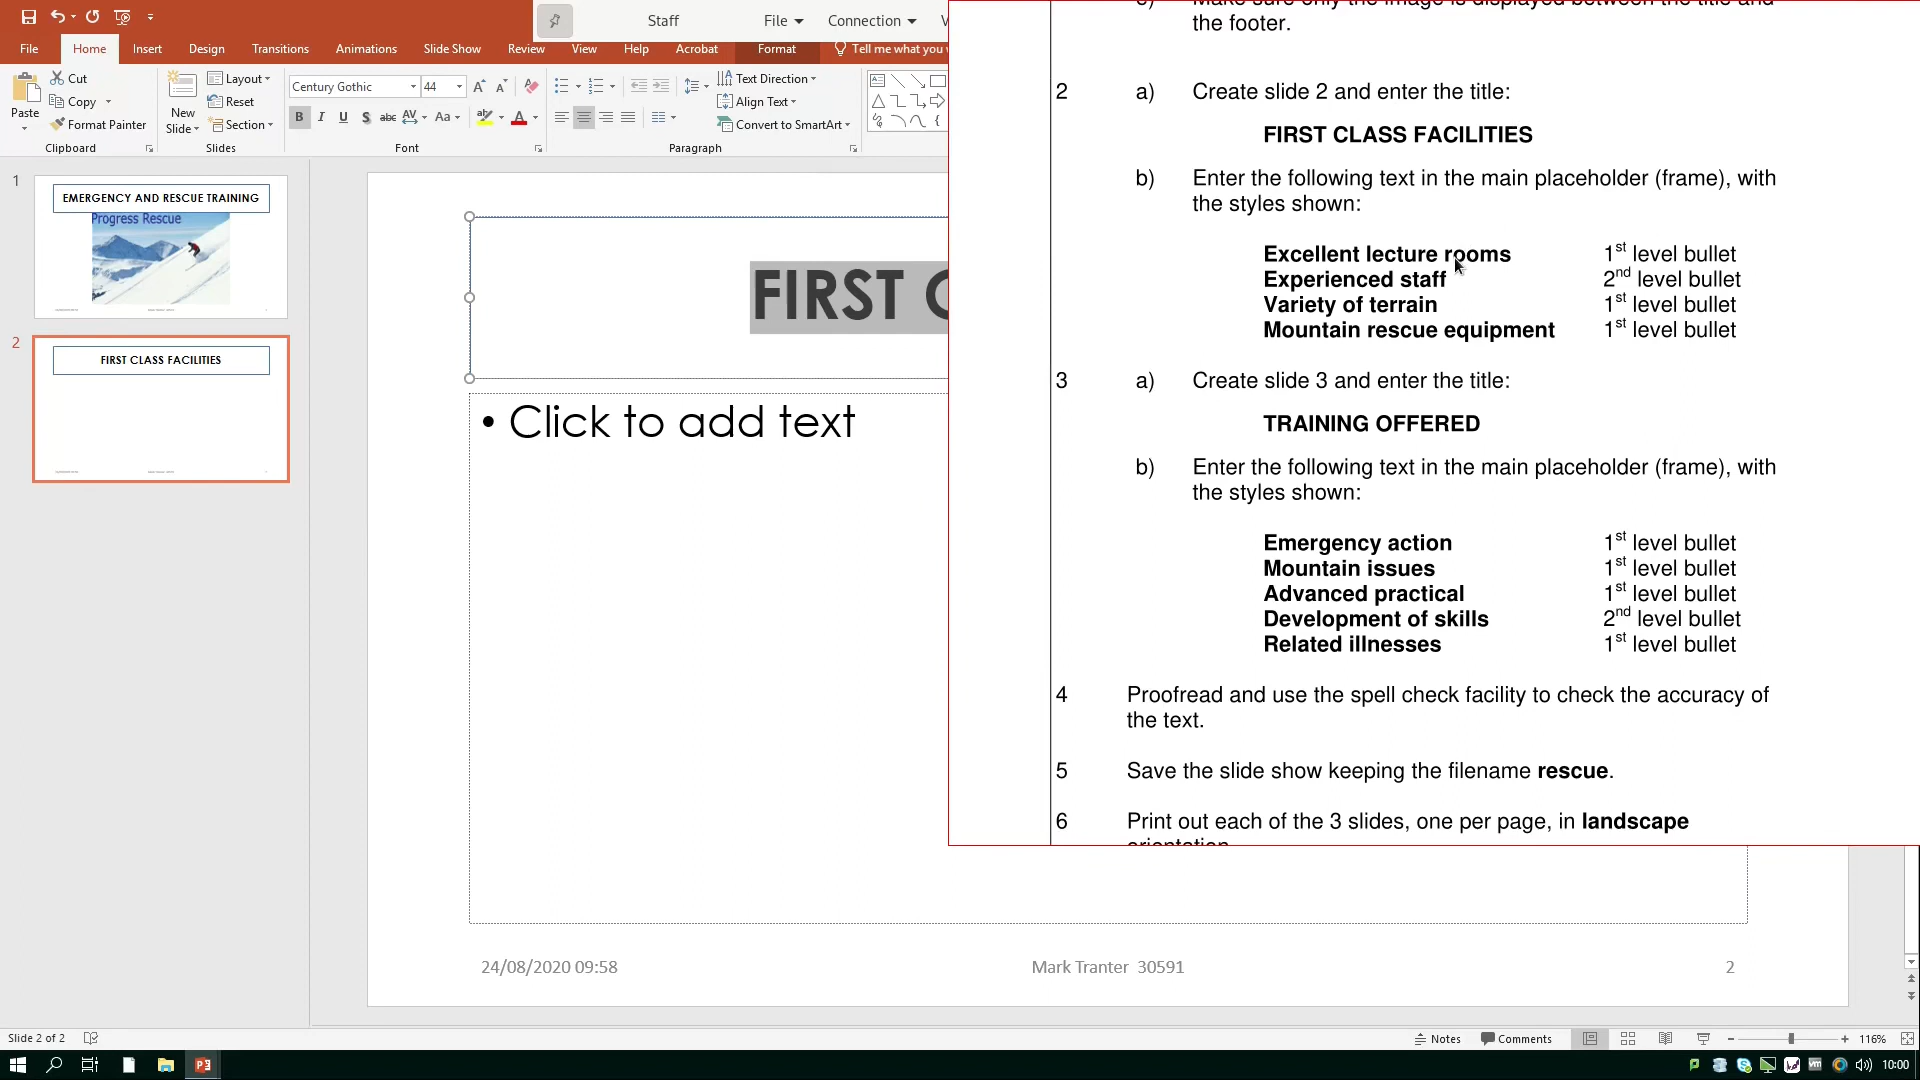 Staff
File
Connection
V
File
Home
Insert
Design
Transitions
Animations
Slide Show
Review
View
Help
Acrobat
Format
Tell me what you
Paste
Cut
Copy
Format Painter
Clipboard
New
Slide
Layout
Reset
Section
Slides
Century Gothic
44
Font
Text Direction
Align Text
Convert to SmartArt
Paragraph
1
EMERGENCY AND RESCUE TRAINING
Progress Rescue
2
FIRST CLASS FACILITIES
FIRST C
• Click to add text
24/08/2020 09:58
Mark Tranter 30591
2
the footer.
2 a) Create slide 2 and enter the title:
FIRST CLASS FACILITIES
b) Enter the following text in the main placeholder (frame), with
the styles shown:
Excellent lecture rooms 1st level bullet
Experienced staff 2nd level bullet
Variety of terrain 1st level bullet
Mountain rescue equipment 1st level bullet
3 a) Create slide 3 and enter the title:
TRAINING OFFERED
b) Enter the following text in the main placeholder (frame), with
the styles shown:
Emergency action 1st level bullet
Mountain issues 1st level bullet
Advanced practical 1st level bullet
Development of skills 2nd level bullet
Related illnesses 1st level bullet
4 Proofread and use the spell check facility to check the accuracy of
the text.
5 Save the slide show keeping the filename rescue.
6 Print out each of the 3 slides, one per page, in landscape
Slide 2 of 2
Notes
Comments
116%
10:00